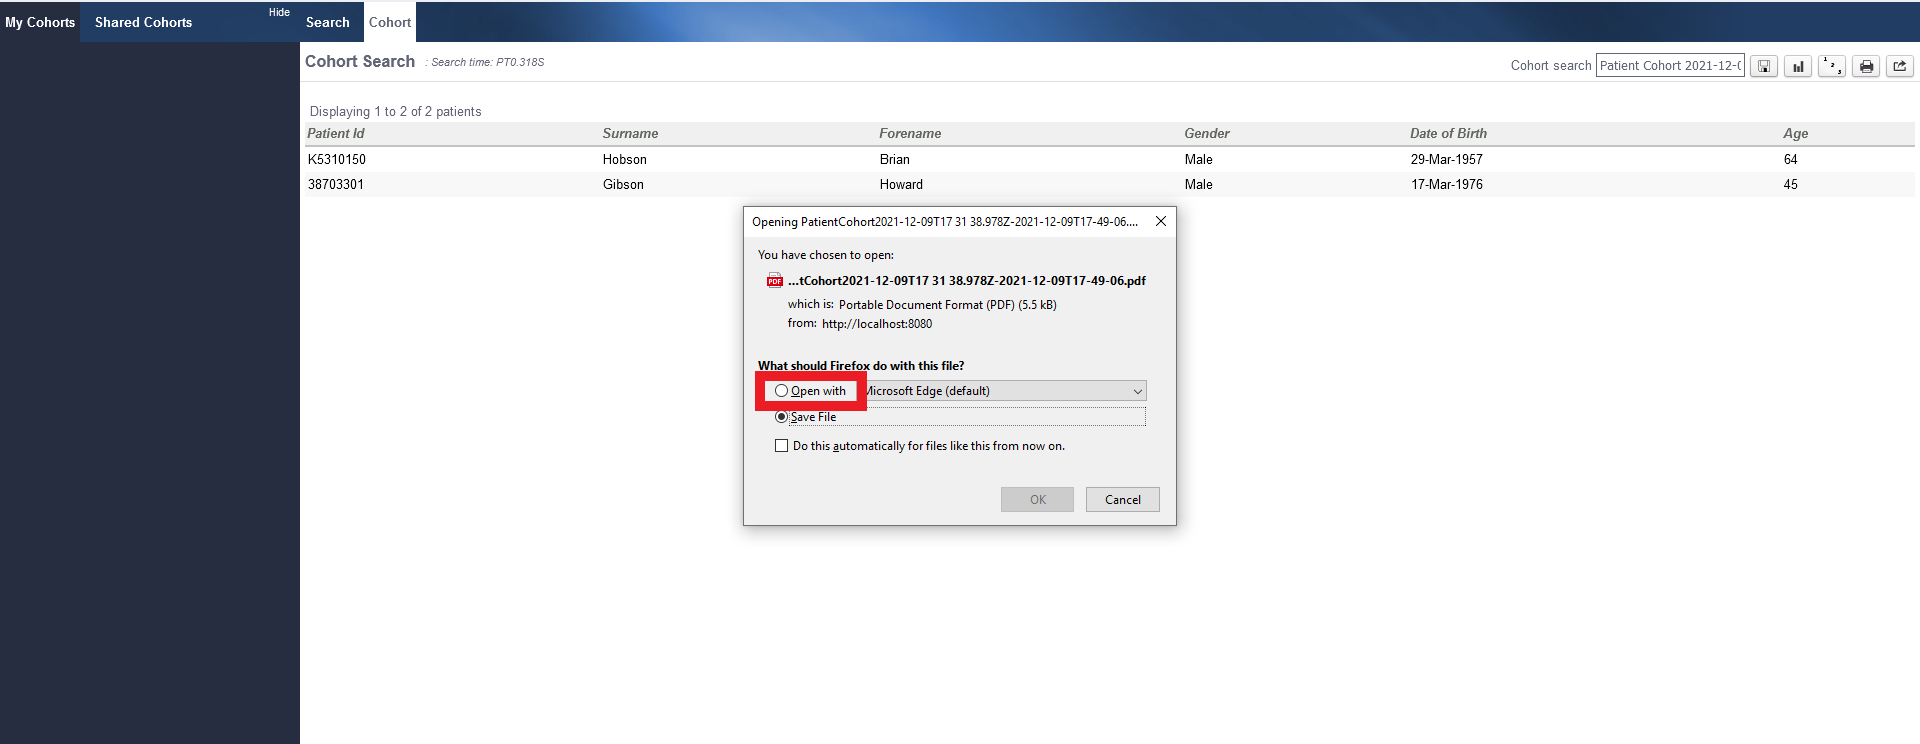 My Cohorts Shared Cohorts Hide Search Cohort
Cohort Search : Search time: PT0.318S Cohort search Patient Cohort 2021-12-0
1 2 3
Displaying 1 to 2 of 2 patients
Patient Id Surname Forename Gender Date of Birth Age
K5310150 Hobson Brian Male 29-Mar-1957 64
38703301 Gibson Howard Male 17-Mar-1976 45
Opening PatientCohort2021-12-09T17 31 38.978Z-2021-12-09T17-49-06....
You have chosen to open:
PDF ...tCohort2021-12-09T17 31 38.978Z-2021-12-09T17-49-06.pdf
which is: Portable Document Format (PDF) (5.5 kB)
from: http://localhost:8080
What should Firefox do with this file?
Open with Microsoft Edge (default)
Save File
Do this automatically for files like this from now on.
OK Cancel